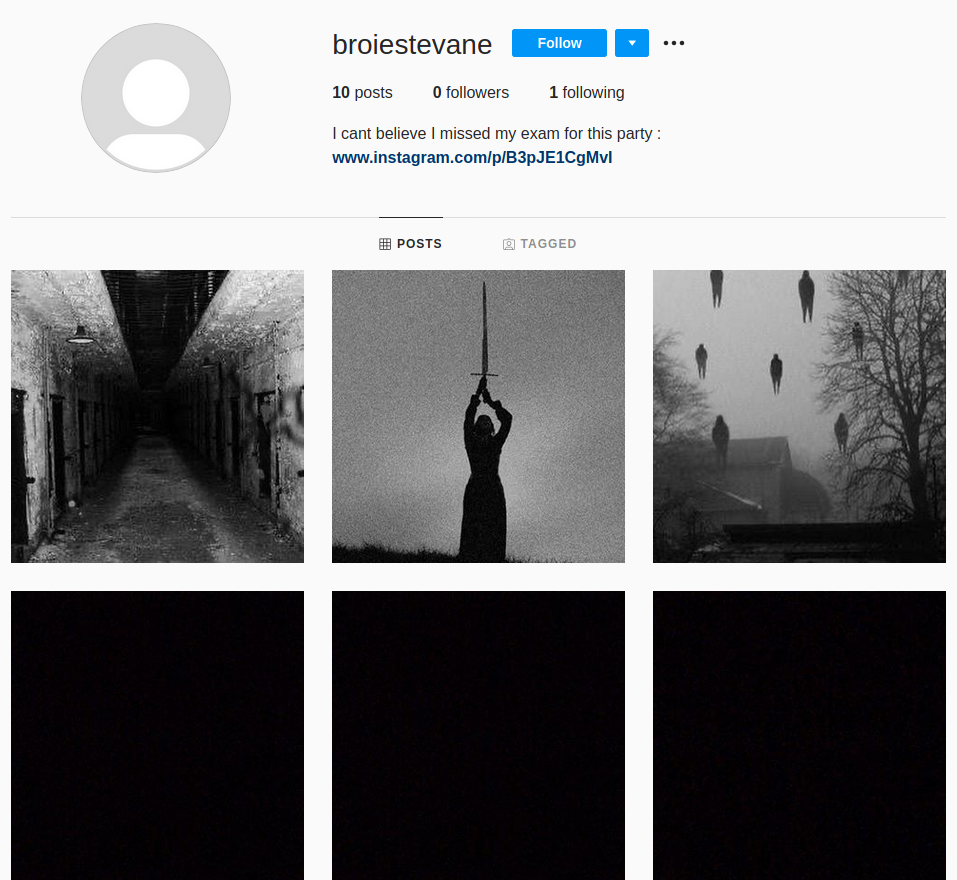 broiestevane Follow
10 posts 0 followers 1 following
I cant believe I missed my exam for this party :
www.instagram.com/p/B3pJE1CgMvI
POSTS TAGGED